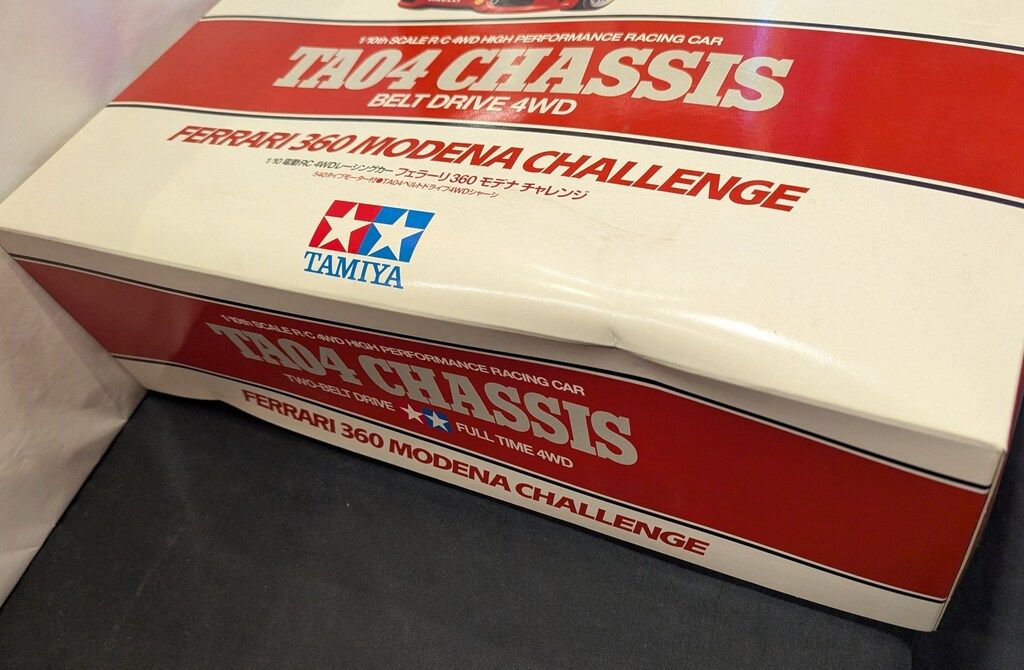 PIRELLI
1/10th SCALE R/C 4WD HIGH PERFORMANCE RACING CAR
TA04 CHASSIS
BELT DRIVE 4WD
FERRARI 360 MODENA CHALLENGE
1/10 電動RC 4WDレーシングカー フェラーリ360 モデナ チャレンジ
540タイプモーター付●TA04ベルトドライブ4WDシャーシ
TAMIYA
1/10th SCALE R/C 4WD HIGH PERFORMANCE RACING CAR
TA04 CHASSIS
TWO-BELT DRIVE FULL TIME 4WD
FERRARI 360 MODENA CHALLENGE